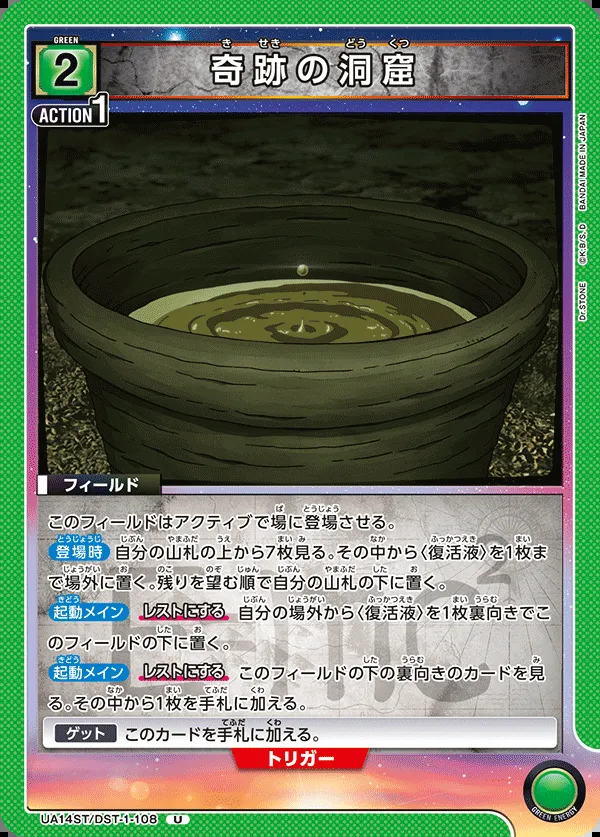 GREEN
2
奇跡の洞窟
きせき どうくつ
ACTION1
Dr.STONE ©K,B/S,D BANDAI MADE IN JAPAN
フィールド
このフィールドはアクティブで場に登場させる。
登場時 自分の山札の上から7枚見る。その中から〈復活液〉を1枚ま
で場外に置く。残りを望む順で自分の山札の下に置く。
起動メイン レストにする 自分の場外から〈復活液〉を1枚裏向きでこ
のフィールドの下に置く。
起動メイン レストにする このフィールドの下の裏向きのカードを見
る。その中から1枚を手札に加える。
ゲット このカードを手札に加える。
トリガー
UA14ST/DST-1-108 U
GREEN ENERGY